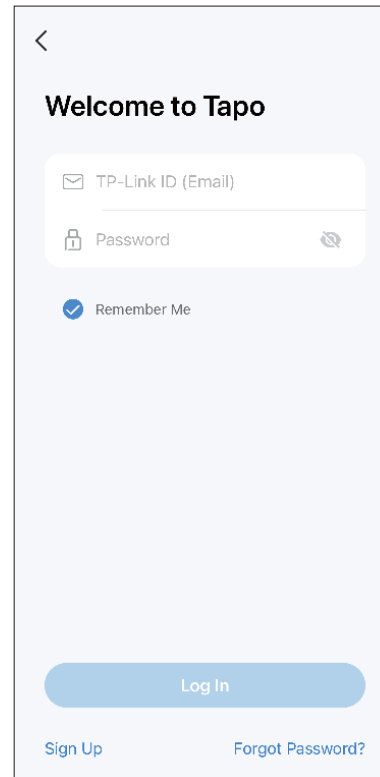 Welcome to Tapo
TP-Link ID (Email)
Password
Remember Me
Log In
Sign Up Forgot Password?